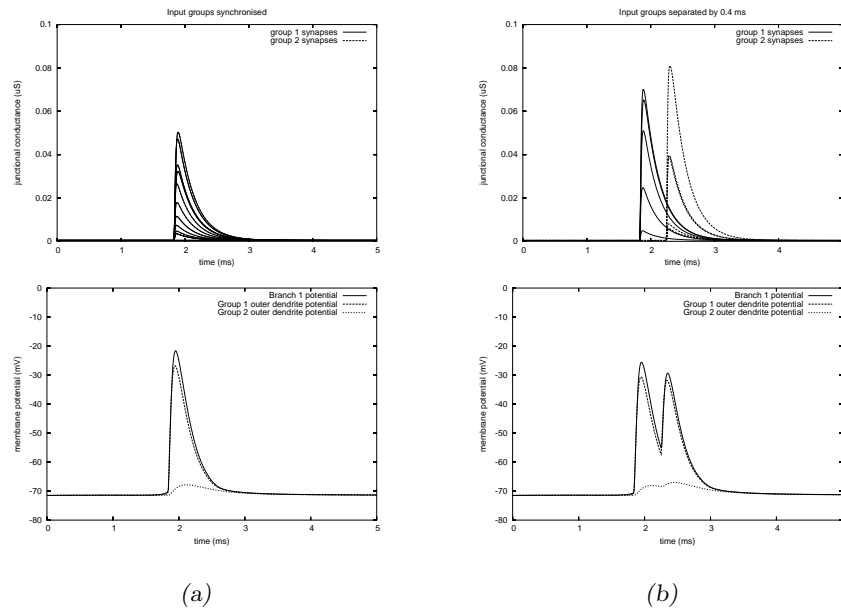 Input groups synchronised
group 1 synapses
group 2 synapses
junctional conductance (uS)
0.1
0.08
0.06
0.04
0.02
0
0 1 2 3 4 5
time (ms)
Input groups separated by 0.4 ms
group 1 synapses
group 2 synapses
junctional conductance (uS)
0.1
0.08
0.06
0.04
0.02
0
0 1 2 3 4
time (ms)
Branch 1 potential
Group 1 outer dendrite potential
Group 2 outer dendrite potential
membrane potential (mV)
0
-10
-20
-30
-40
-50
-60
-70
-80
0 1 2 3 4 5
time (ms)
Branch 1 potential
Group 1 outer dendrite potential
Group 2 outer dendrite potential
membrane potential (mV)
0
-10
-20
-30
-40
-50
-60
-70
-80
0 1 2 3 4
time (ms)
(a)
(b)